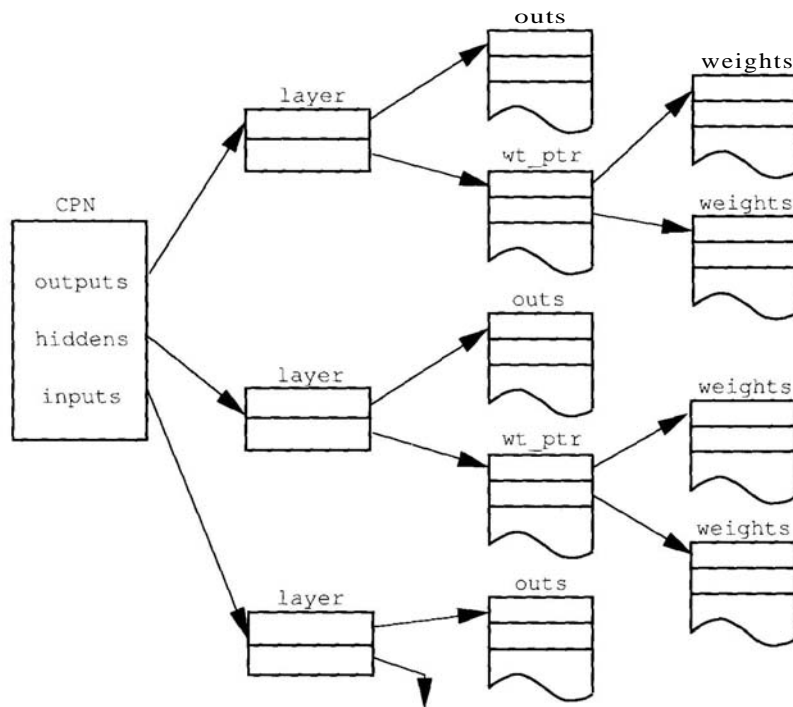 outs
weights
layer
wt_ptr
CPN
weights
outputs
outs
hiddens
layer
weights
inputs
wt_ptr
weights
outs
layer